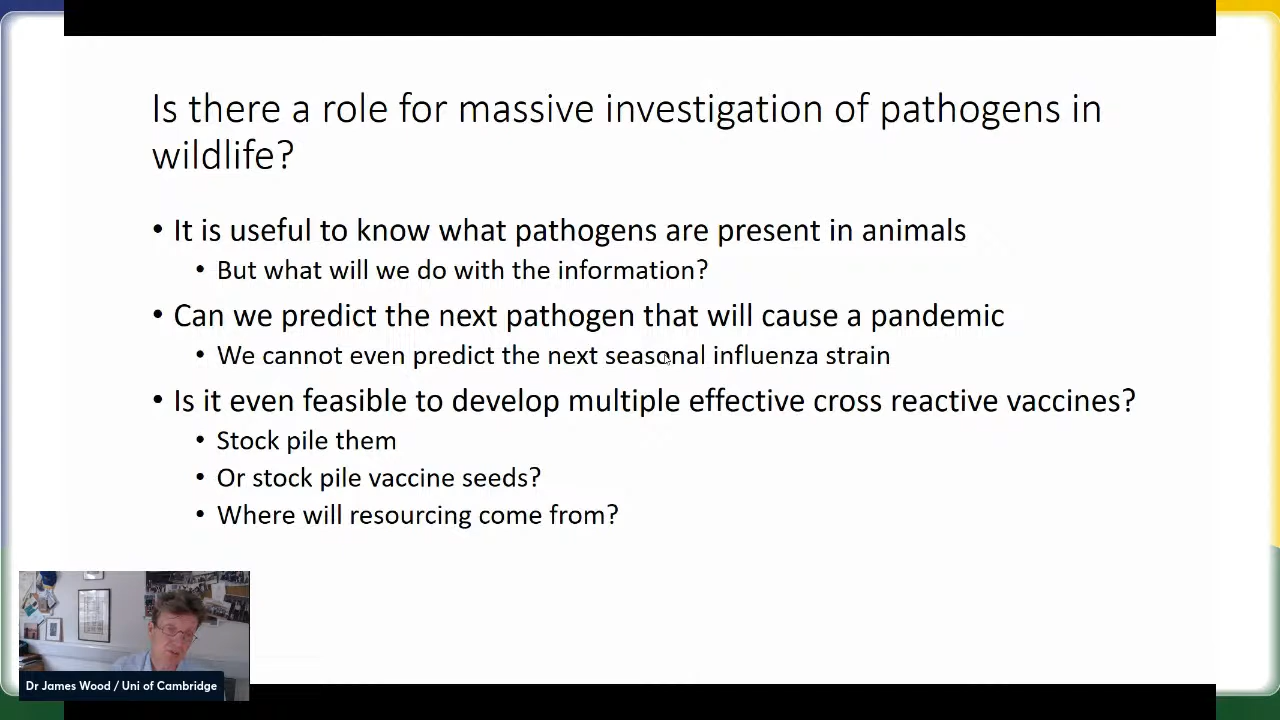 Is there a role for massive investigation of pathogens in
wildlife?
• It is useful to know what pathogens are present in animals
• But what will we do with the information?
• Can we predict the next pathogen that will cause a pandemic
• We cannot even predict the next seasonal influenza strain
• Is it even feasible to develop multiple effective cross reactive vaccines?
• Stock pile them
• Or stock pile vaccine seeds?
• Where will resourcing come from?
Dr James Wood / Uni of Cambridge